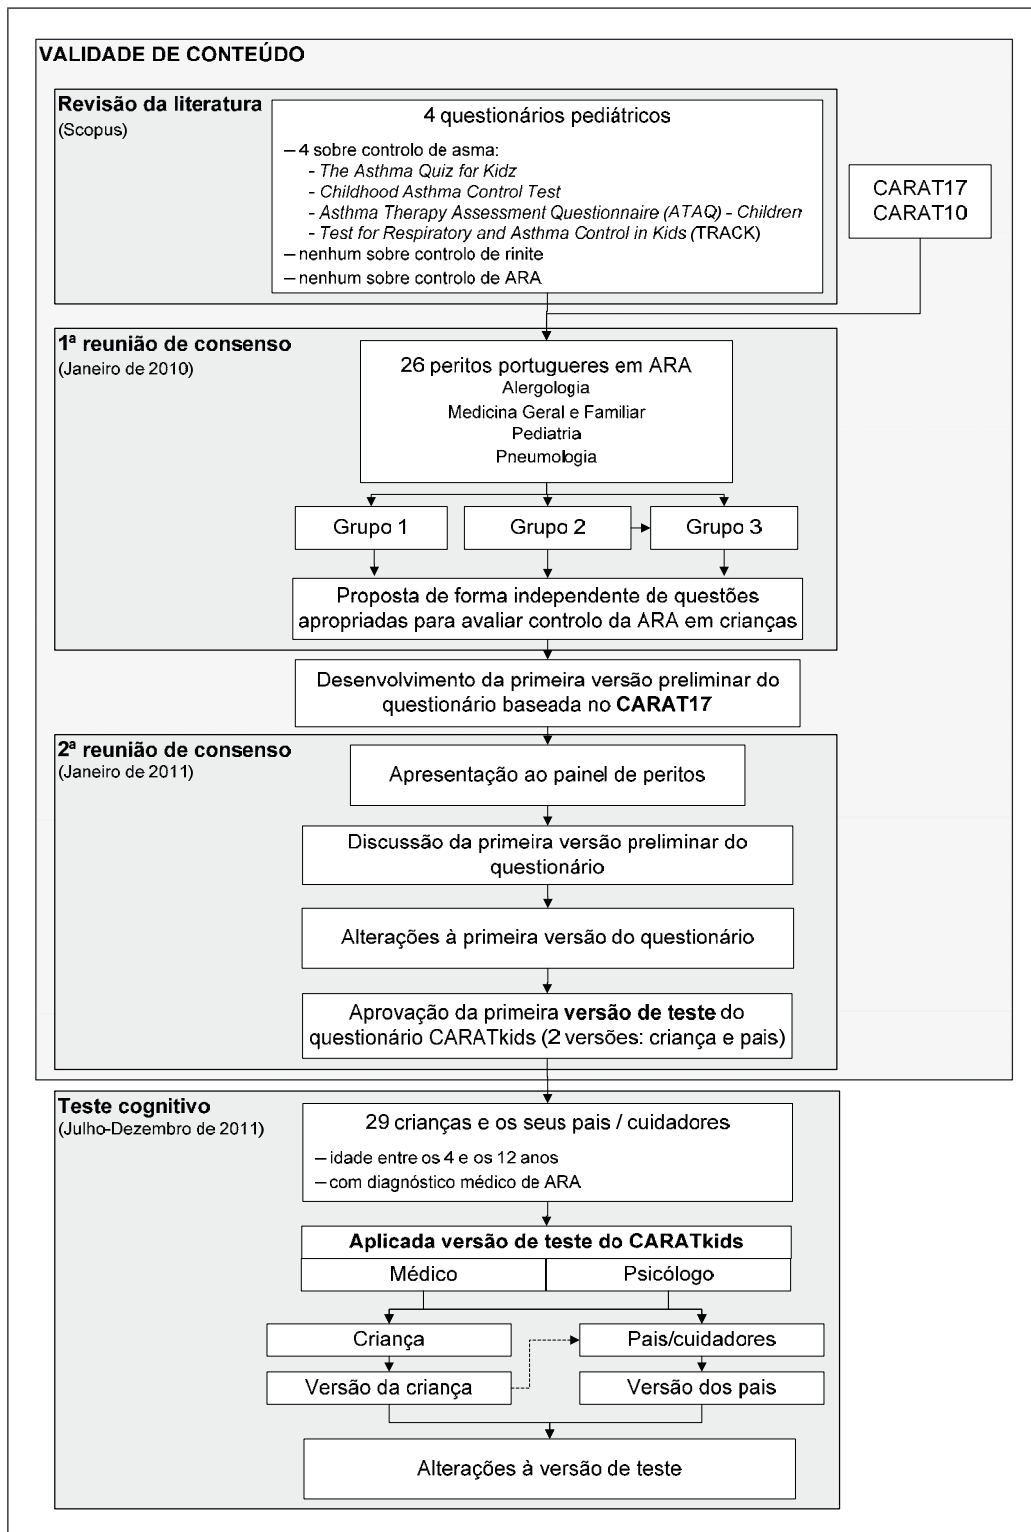 VALIDADE DE CONTEÚDO
Revisão da literatura
(Scopus)
4 questionários pediátricos
– 4 sobre controlo de asma:
- The Asthma Quiz for Kidz
- Childhood Asthma Control Test
- Asthma Therapy Assessment Questionnaire (ATAQ) - Children
- Test for Respiratory and Asthma Control in Kids (TRACK)
– nenhum sobre controlo de rinite
– nenhum sobre controlo de ARA
CARAT17
CARAT10
1ª reunião de consenso
(Janeiro de 2010)
26 peritos portugueres em ARA
Alergologia
Medicina Geral e Familiar
Pediatria
Pneumologia
Grupo 1
Grupo 2
Grupo 3
Proposta de forma independente de questões
apropriadas para avaliar controlo da ARA em crianças
Desenvolvimento da primeira versão preliminar do
questionário baseada no CARAT17
2ª reunião de consenso
(Janeiro de 2011)
Apresentação ao painel de peritos
Discussão da primeira versão preliminar do
questionário
Alterações à primeira versão do questionário
Aprovação da primeira versão de teste do
questionário CARATkids (2 versões: criança e pais)
Teste cognitivo
(Julho-Dezembro de 2011)
29 crianças e os seus pais / cuidadores
– idade entre os 4 e os 12 anos
– com diagnóstico médico de ARA
Aplicada versão de teste do CARATkids
Médico
Psicólogo
Criança
Pais/cuidadores
Versão da criança
Versão dos pais
Alterações à versão de teste